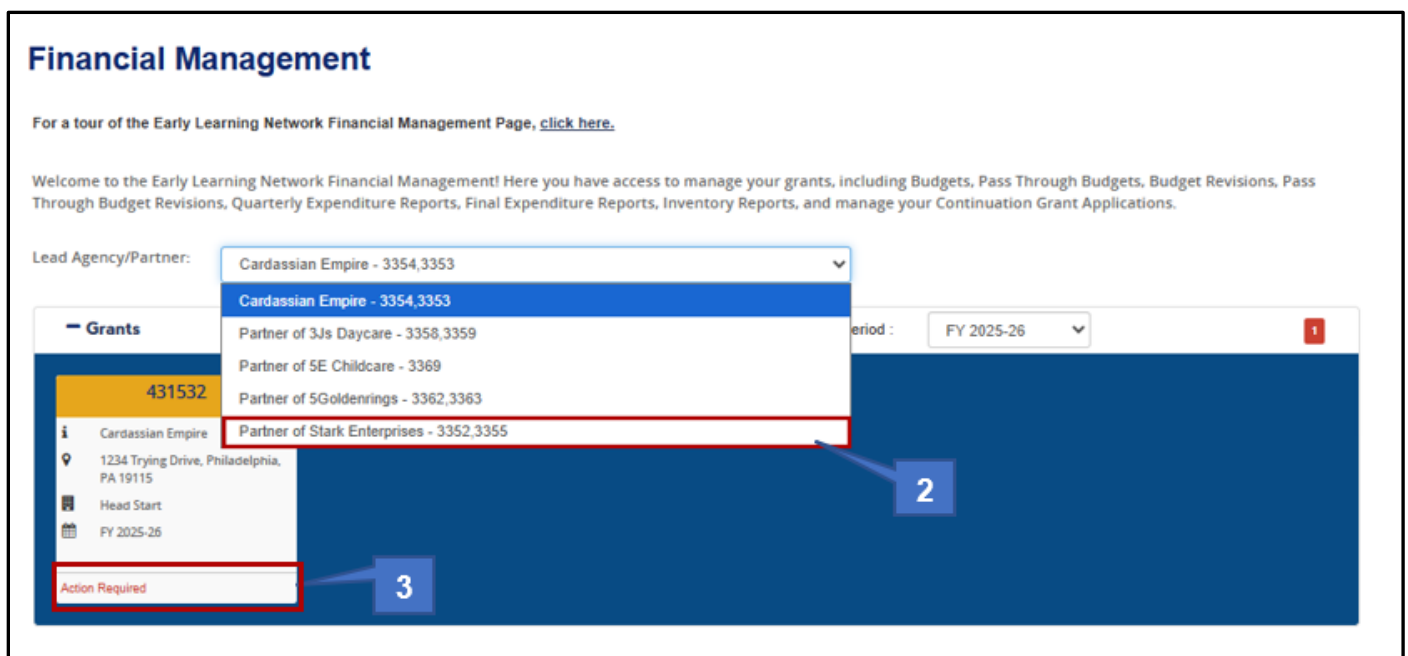 Financial Management
For a tour of the Early Learning Network Financial Management Page, click here.
Welcome to the Early Learning Network Financial Management! Here you have access to manage your grants, including Budgets, Pass Through Budgets, Budget Revisions, Pass
Through Budget Revisions, Quarterly Expenditure Reports, Final Expenditure Reports, Inventory Reports, and manage your Continuation Grant Applications.
Lead Agency/Partner: Cardassian Empire - 3354,3353
Cardassian Empire - 3354,3353
Partner of 3Js Daycare - 3358,3359
Partner of 5E Childcare - 3369
Partner of 5Goldenrings - 3362,3363
Partner of Stark Enterprises - 3352,3355
Grants eriod : FY 2025-26 1
431532
i Cardassian Empire
1234 Trying Drive, Philadelphia,
PA 19115
Head Start
FY 2025-26
Action Required
2
3